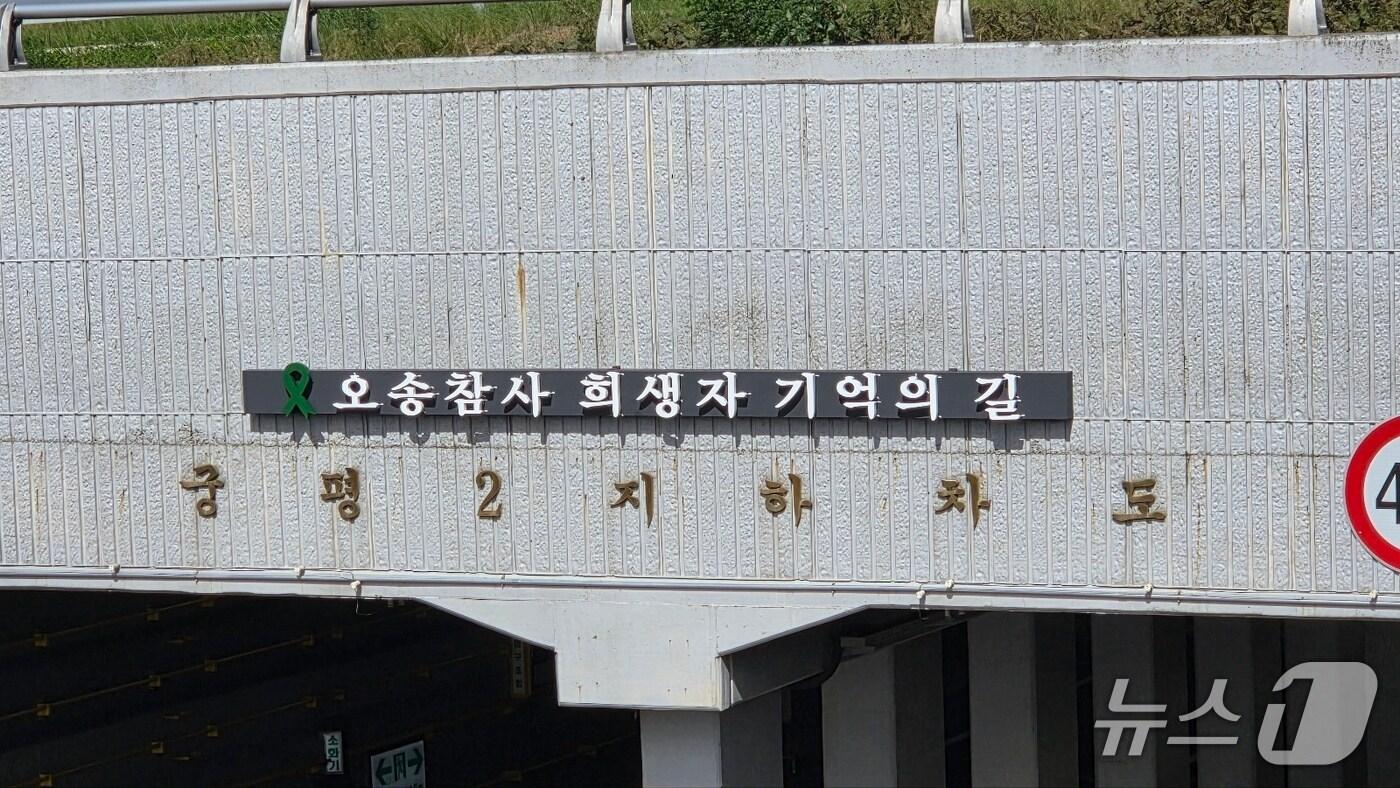 오송참사 희생자 기억의 길
궁평2지하차도
4
소화기
뉴스1